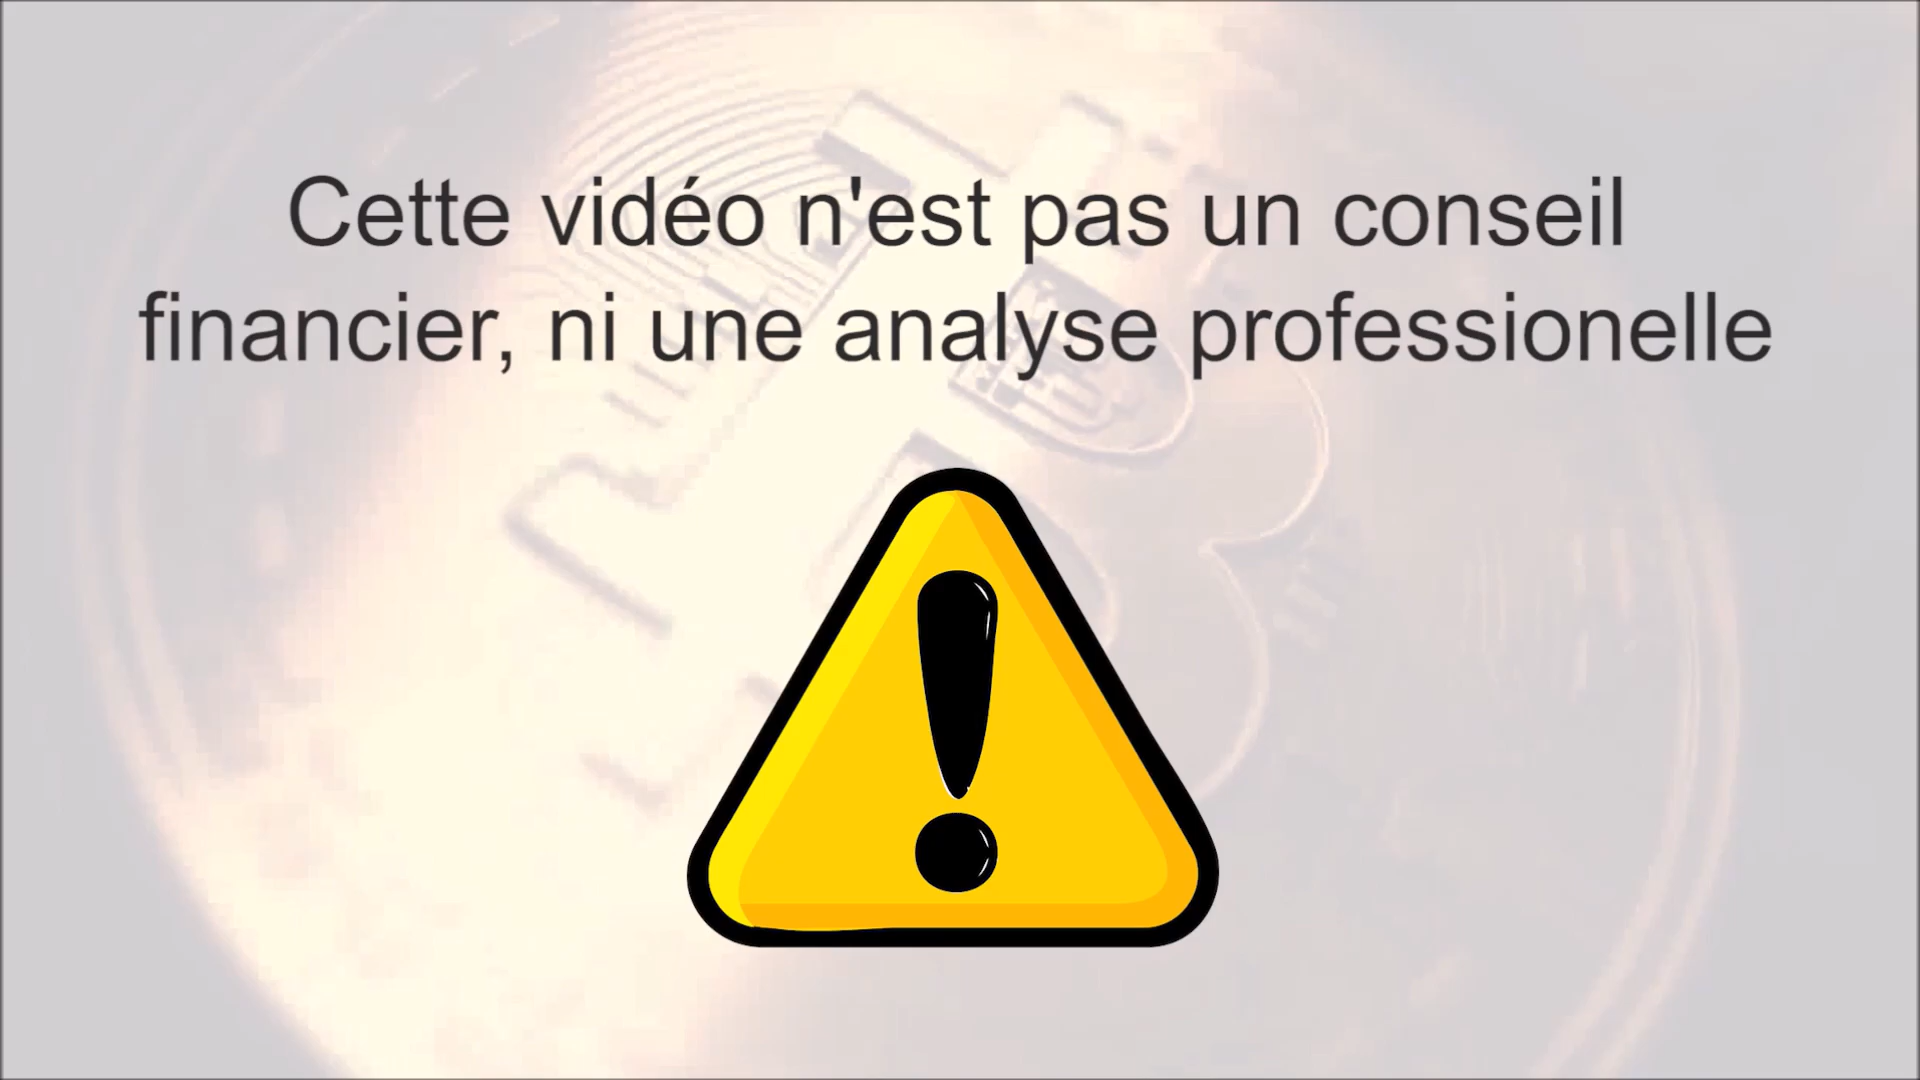 Cette vidéo n'est pas un conseil
financier, ni une analyse professionelle